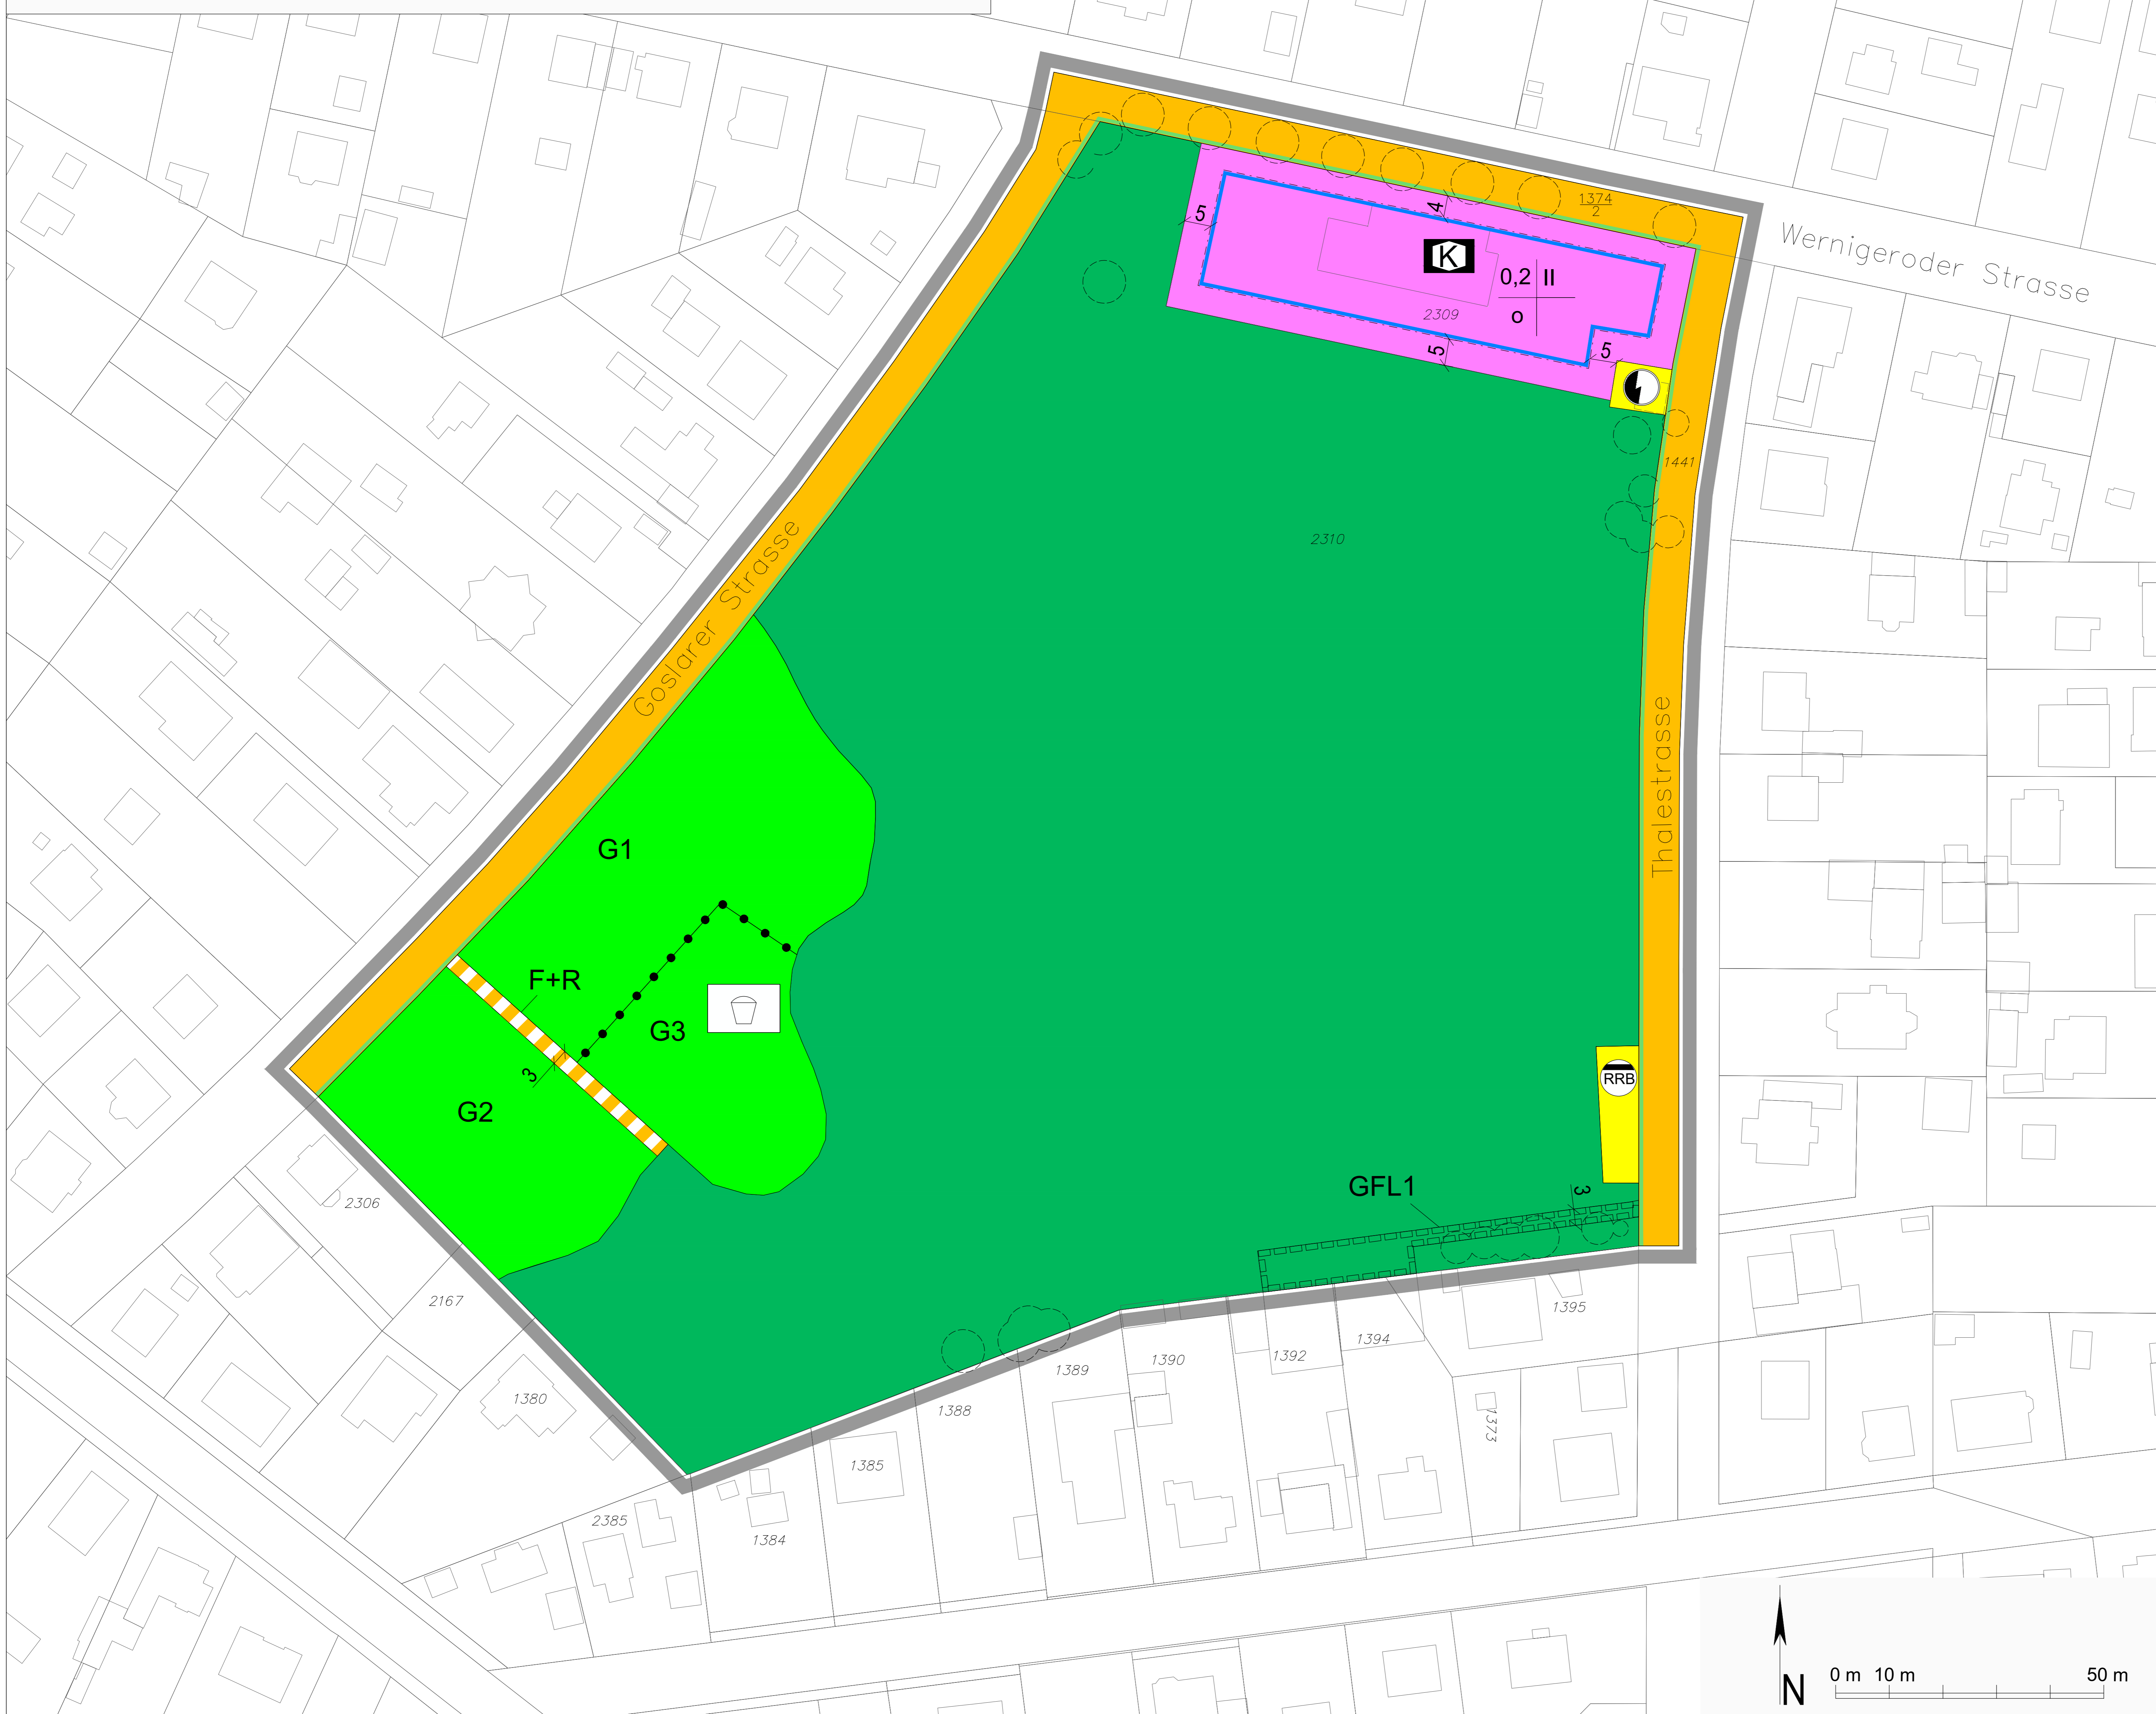 1374
2
Wernigeroder Strasse
4
5
K
0,2 II
2309
o
5
5
1441
2310
Goslarer Strasse
Thalestrasse
G1
F+R
G3
3
G2
RRB
GFL1
3
2306
2167
1395
1394
1392
1390
1389
1380
1388
1373
1385
2385
1384
N
0 m 10 m 50 m